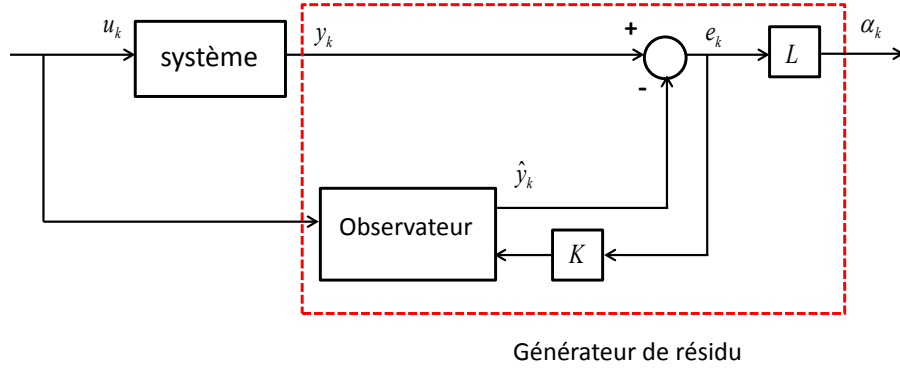 u_k
système
y_k
+
-
e_k
L
α_k
ŷ_k
Observateur
K
Générateur de résidu